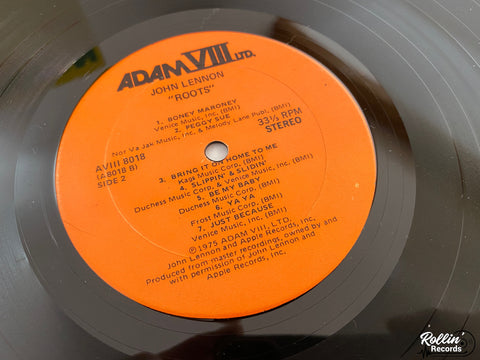 ADAM VIII LTD.
JOHN LENNON
"ROOTS"
1. BONEY MARONEY
Venice Music, Inc. (BMI)
2. PEGGY SUE
Nor Va Jak Music, Inc. & Melody Lane Publ. (BMI)
AVIII 8018
(A8018 B)
SIDE 2
33⅓ RPM
STEREO
3. BRING IT ON HOME TO ME
Kags Music Corp. (BMI)
4. SLIPPIN' & SLIDIN'
Duchess Music Corp. & Venice Music, Inc. (BMI)
5. BE MY BABY
Duchess Music Corp. (BMI)
6. YA YA
Frost Music Corp. (BMI)
7. JUST BECAUSE
Venice Music, Inc. (BMI)
℗1975 ADAM VIII, LTD.
John Lennon and Apple Records, Inc.
Produced from master recordings, owned by and
with permission of John Lennon and
Apple Records, Inc.
Rollin'
Records